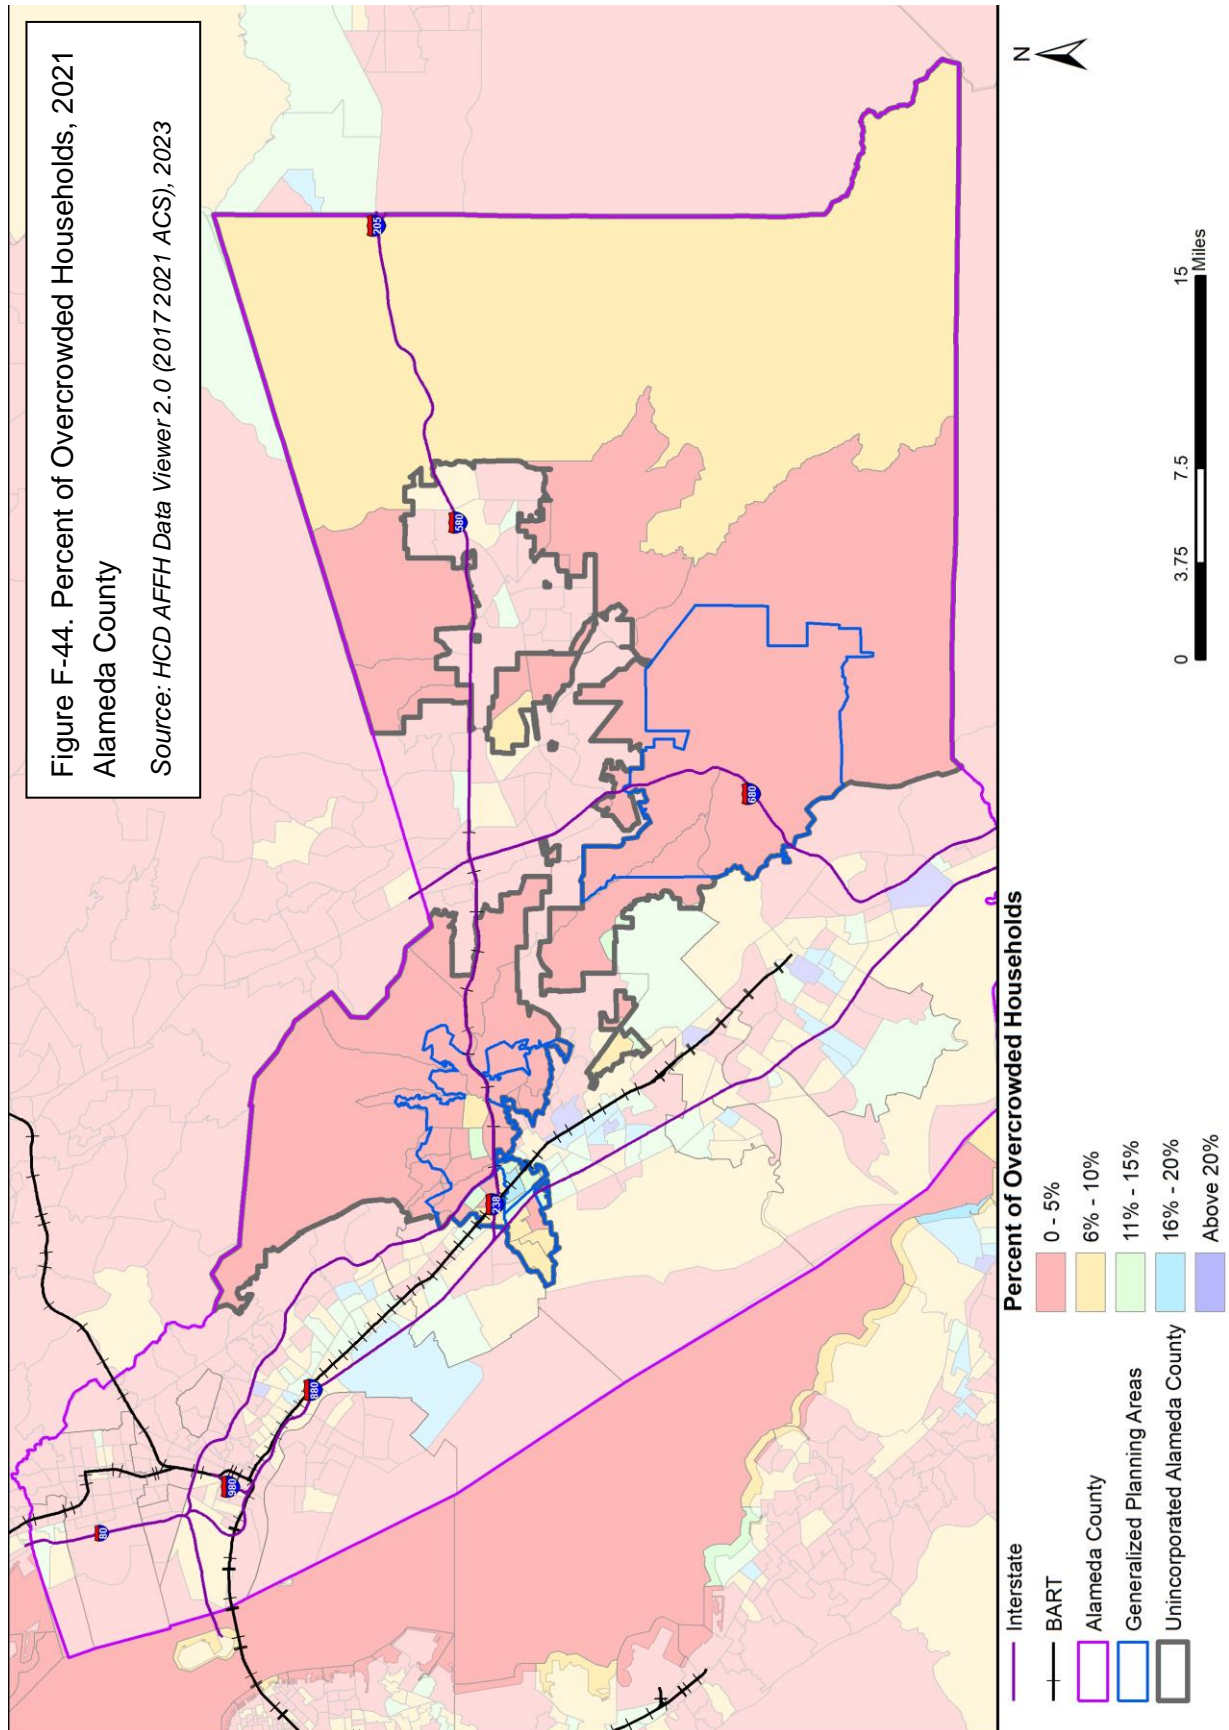 Figure F-44. Percent of Overcrowded Households, 2021
Alameda County
Source: HCD AFFH Data Viewer 2.0 (2017 2021 ACS), 2023
N
80
980
880
238
580
205
680
Interstate
BART
Alameda County
Generalized Planning Areas
Unincorporated Alameda County
Percent of Overcrowded Households
0 - 5%
6% - 10%
11% - 15%
16% - 20%
Above 20%
0 3.75 7.5 15
Miles